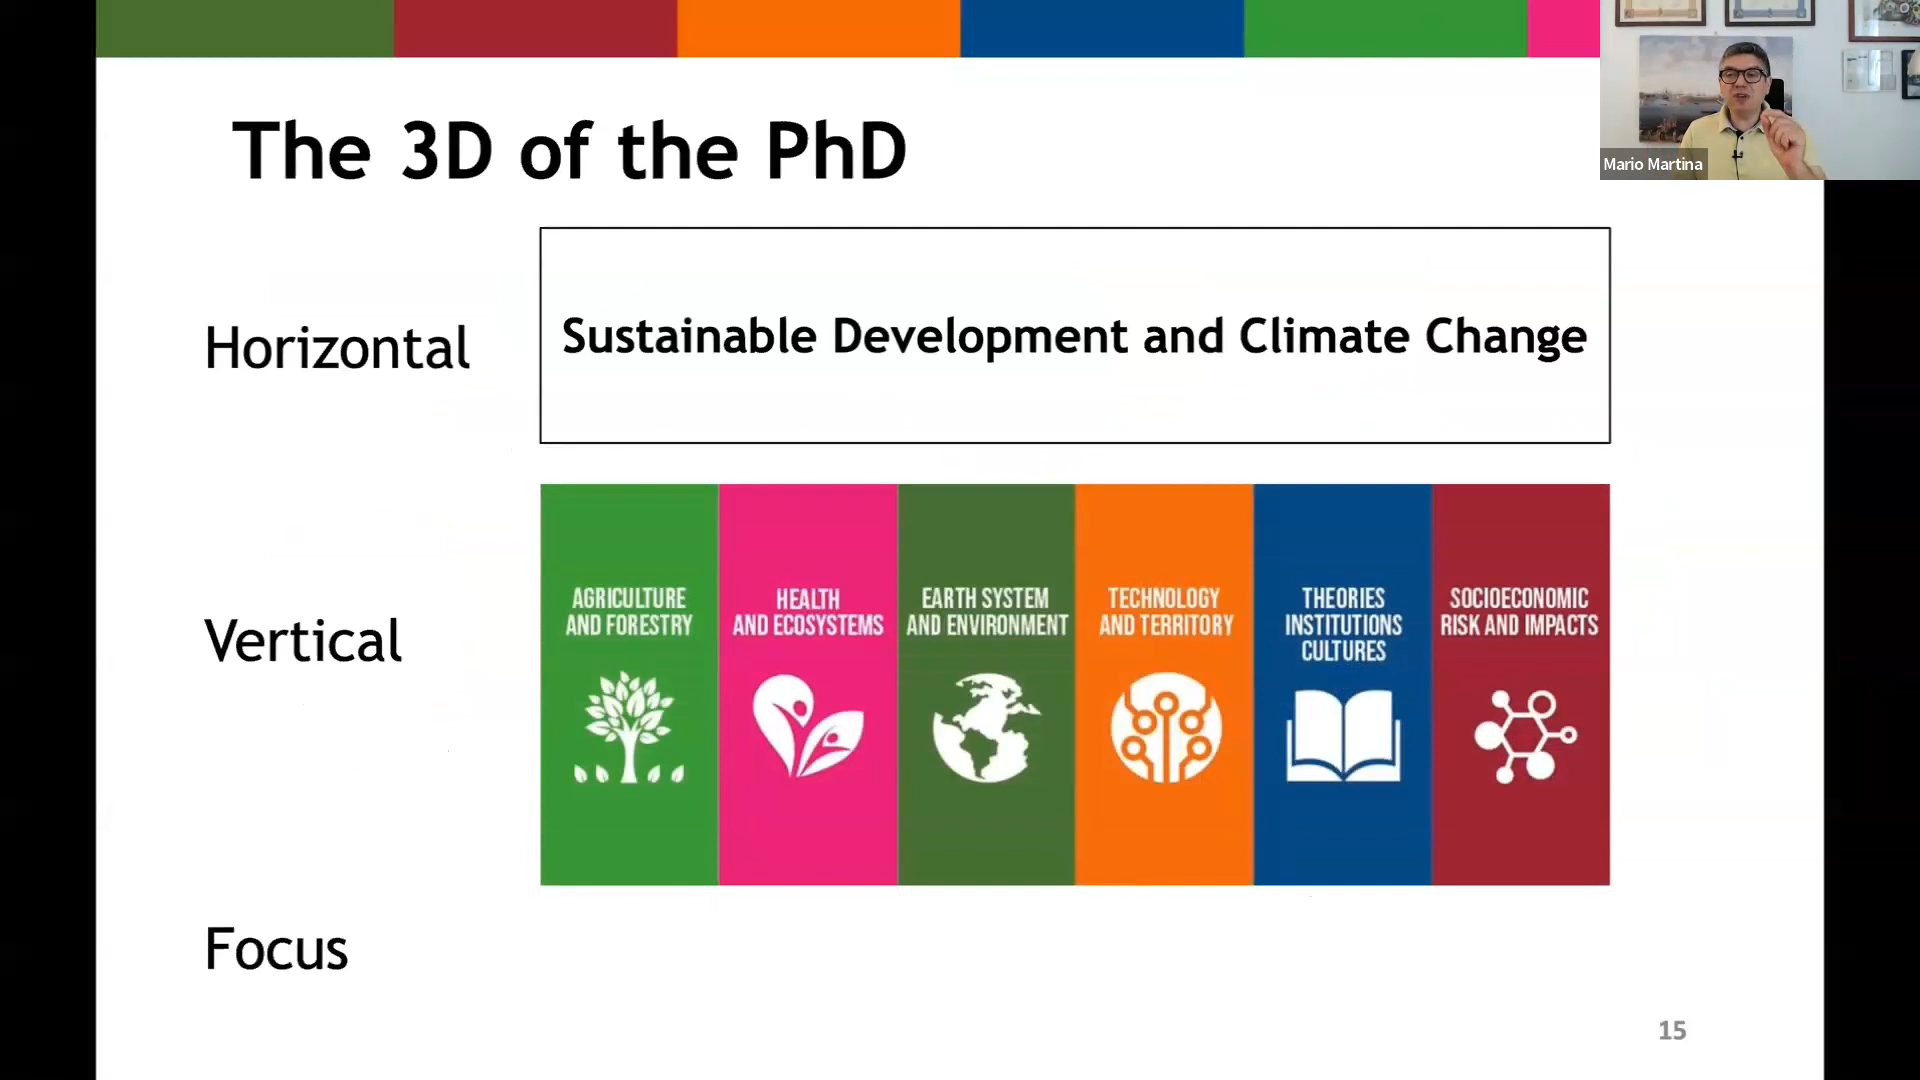 The 3D of the PhD
Mario Martina
Horizontal
Sustainable Development and Climate Change
Vertical
AGRICULTURE
AND FORESTRY
HEALTH
AND ECOSYSTEMS
EARTH SYSTEM
AND ENVIRONMENT
TECHNOLOGY
AND TERRITORY
THEORIES
INSTITUTIONS
CULTURES
SOCIOECONOMIC
RISK AND IMPACTS
Focus
15